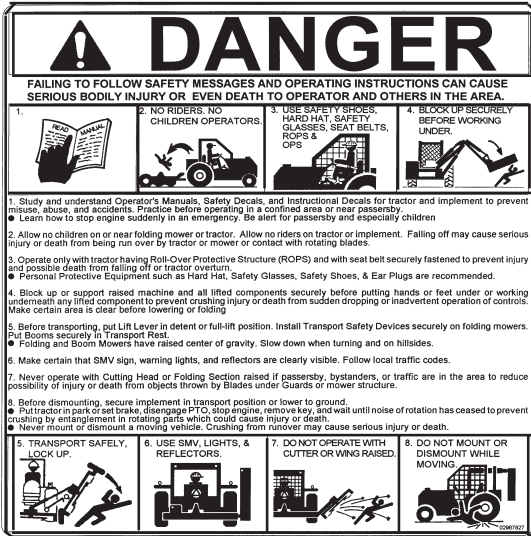 DANGER
FAILING TO FOLLOW SAFETY MESSAGES AND OPERATING INSTRUCTIONS CAN CAUSE
SERIOUS BODILY INJURY OR EVEN DEATH TO OPERATOR AND OTHERS IN THE AREA.
1.
READ
MANUAL
2. NO RIDERS. NO
CHILDREN OPERATORS.
3. USE SAFETY SHOES,
HARD HAT, SAFETY
GLASSES, SEAT BELTS,
ROPS &
OPS
4. BLOCK UP SECURELY
BEFORE WORKING
UNDER.
1. Study and understand Operator's Manuals, Safety Decals, and Instructional Decals for tractor and implement to prevent
misuse, abuse, and accidents. Practice before operating in a confined area or near passersby.
● Learn how to stop engine suddenly in an emergency. Be alert for passersby and especially children
2. Allow no children on or near folding mower or tractor. Allow no riders on tractor or implement. Falling off may cause serious
injury or death from being run over by tractor or mower or contact with rotating blades.
3. Operate only with tractor having Roll-Over Protective Structure (ROPS) and with seat belt securely fastened to prevent injury
and possible death from falling off or tractor overturn.
● Personal Protective Equipment such as Hard Hat, Safety Glasses, Safety Shoes, & Ear Plugs are recommended.
4. Block up or support raised machine and all lifted components securely before putting hands or feet under or working
underneath any lifted component to prevent crushing injury or death from sudden dropping or inadvertent operation of controls.
Make certain area is clear before lowering or folding
5. Before transporting, put Lift Lever in detent or full-lift position. Install Transport Safety Devices securely on folding mowers.
Put Booms securely in Transport Rest.
● Folding and Boom Mowers have raised center of gravity. Slow down when turning and on hillsides.
6. Make certain that SMV sign, warning lights, and reflectors are clearly visible. Follow local traffic codes.
7. Never operate with Cutting Head or Folding Section raised if passersby, bystanders, or traffic are in the area to reduce
possibility of injury or death from objects thrown by Blades under Guards or mower structure.
8. Before dismounting, secure implement in transport position or lower to ground.
● Put tractor in park or set brake, disengage PTO, stop engine, remove key, and wait until noise of rotation has ceased to prevent
crushing by entanglement in rotating parts which could cause injury or death.
● Never mount or dismount a moving vehicle. Crushing from runover may cause serious injury or death.
5. TRANSPORT SAFELY,
LOCK UP.
6. USE SMV, LIGHTS, &
REFLECTORS.
7. DO NOT OPERATE WITH
CUTTER OR WING RAISED.
8. DO NOT MOUNT OR
DISMOUNT WHILE
MOVING.
02967827